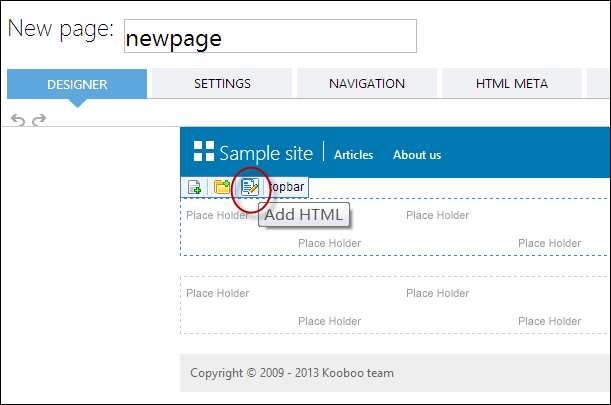 New page: newpage
DESIGNER SETTINGS NAVIGATION HTML META
Sample site Articles About us
topbar
Place Holder Place Holder
Add HTML
Place Holder Place Holder
Place Holder Place Holder
Place Holder Place Holder
Copyright © 2009 - 2013 Kooboo team